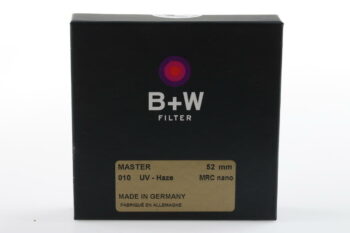 B+W
FILTER
MASTER 52 mm
010 UV - Haze MRC nano
MADE IN GERMANY
FABRIQUÉ EN ALLEMAGNE